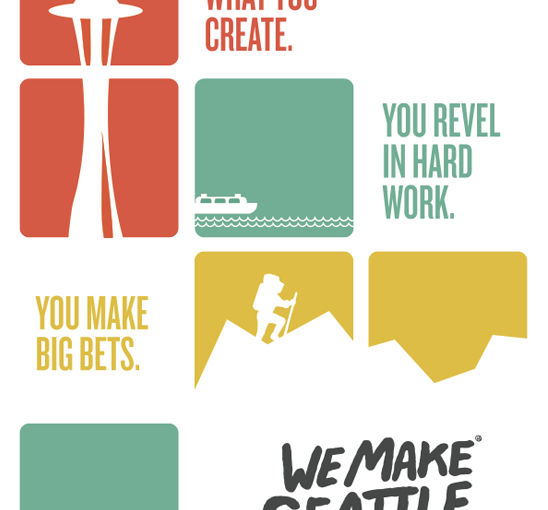 WHAT YOU
CREATE.
YOU REVEL
IN HARD
WORK.
YOU MAKE
BIG BETS.
WE MAKE®
SEATTLE